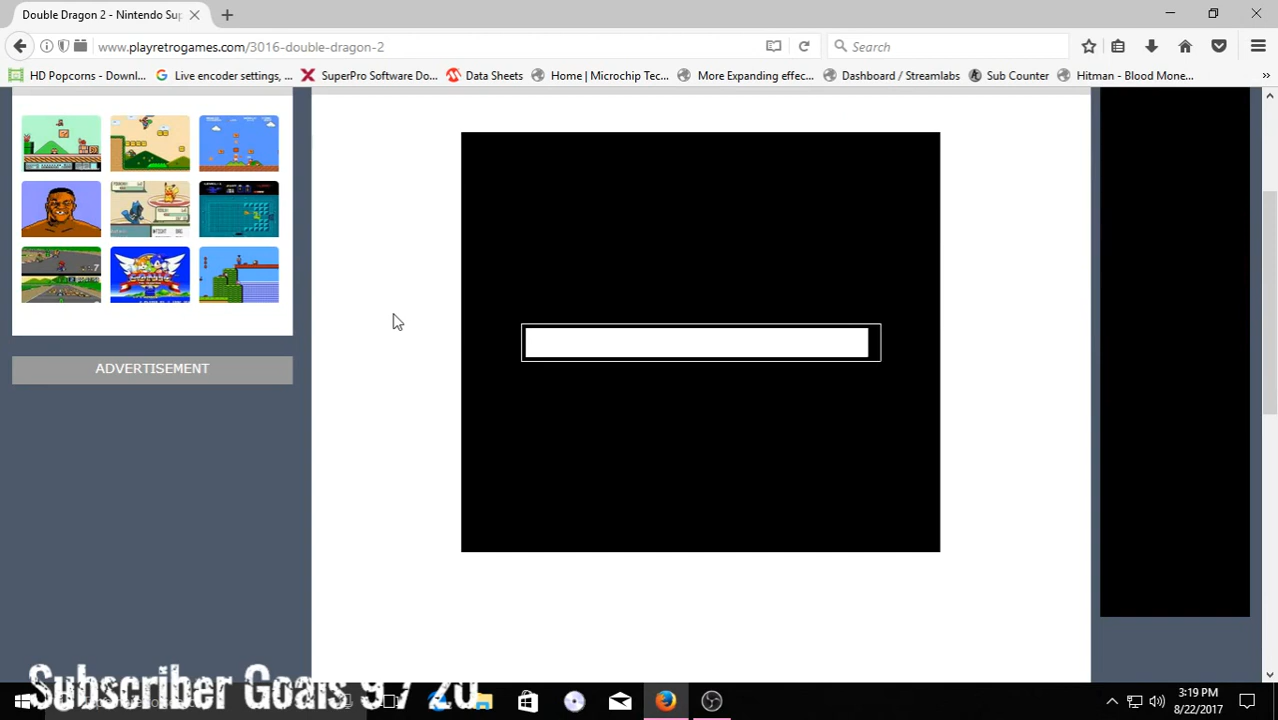 Double Dragon 2 - Nintendo Sup
www.playretrogames.com/3016-double-dragon-2
Search
HD Popcorns - Downl...
Live encoder settings, ...
SuperPro Software Do...
Data Sheets
Home | Microchip Tec...
More Expanding effec...
Dashboard / Streamlabs
Sub Counter
Hitman - Blood Mone...
ADVERTISEMENT
Subscriber Goals
3:19 PM
8/22/2017